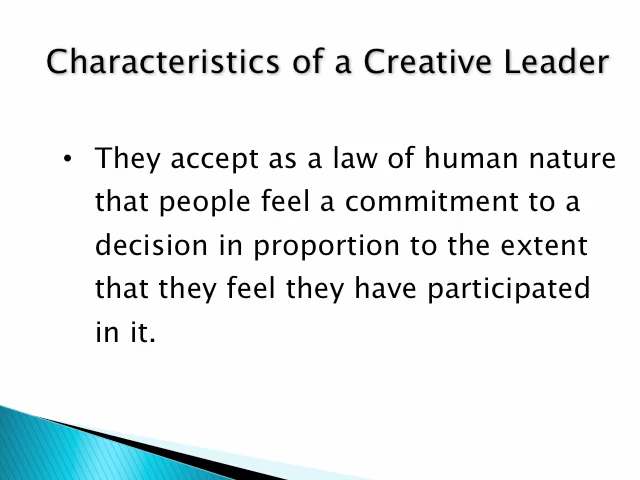 Characteristics of a Creative Leader
• They accept as a law of human nature
that people feel a commitment to a
decision in proportion to the extent
that they feel they have participated
in it.